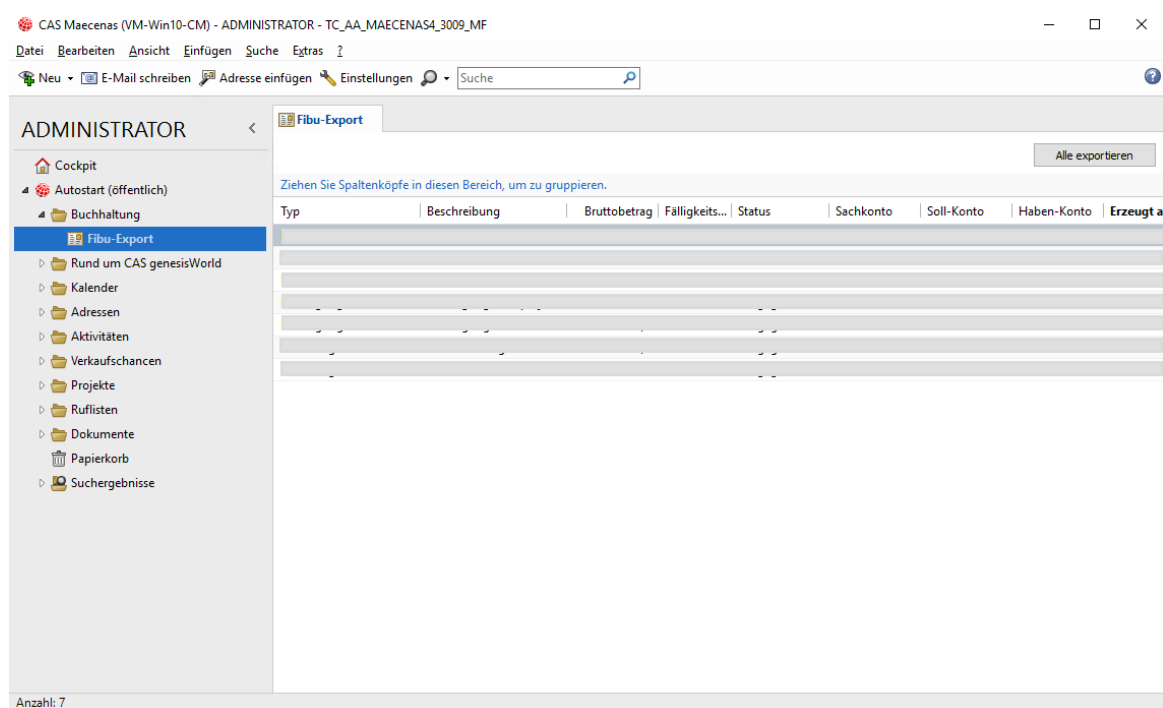 CAS Maecenas (VM-Win10-CM) - ADMINISTRATOR - TC_AA_MAECENAS4_3009_MF
Datei Bearbeiten Ansicht Einfügen Suche Extras ?
Neu E-Mail schreiben Adresse einfügen Einstellungen Suche
ADMINISTRATOR
Cockpit
Autostart (öffentlich)
Buchhaltung
Fibu-Export
Rund um CAS genesisWorld
Kalender
Adressen
Aktivitäten
Verkaufschancen
Projekte
Ruflisten
Dokumente
Papierkorb
Suchergebnisse
Fibu-Export
Alle exportieren
Ziehen Sie Spaltenköpfe in diesen Bereich, um zu gruppieren.
Typ Beschreibung Bruttobetrag Fälligkeits... Status Sachkonto Soll-Konto Haben-Konto Erzeugt a
Anzahl: 7